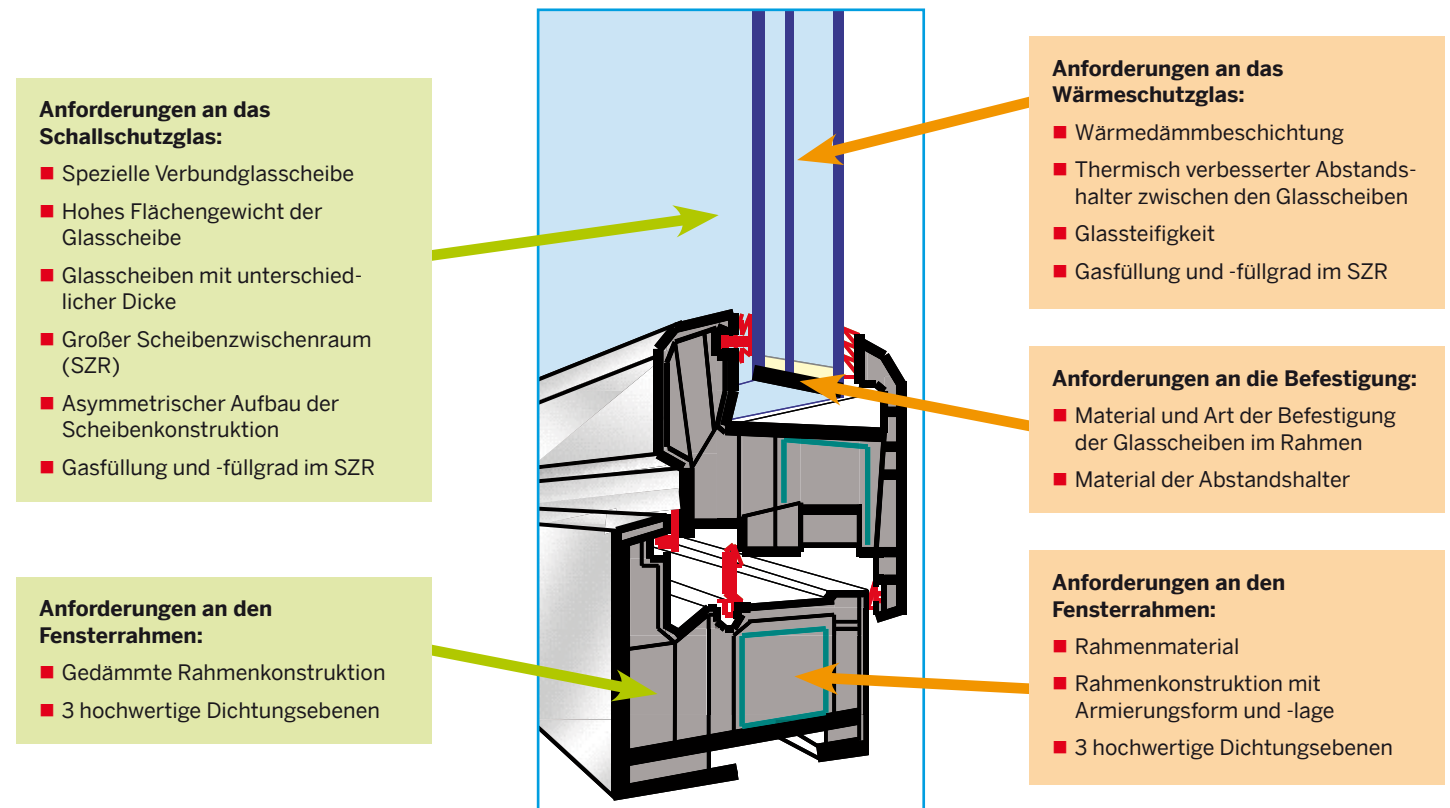 Anforderungen an das
Schallschutzglas:
Spezielle Verbundglasscheibe
Hohes Flächengewicht der
Glasscheibe
Glasscheiben mit unterschied-
licher Dicke
Großer Scheibenzwischenraum
(SZR)
Asymmetrischer Aufbau der
Scheibenkonstruktion
Gasfüllung und -füllgrad im SZR
Anforderungen an den
Fensterrahmen:
Gedämmte Rahmenkonstruktion
3 hochwertige Dichtungsebenen
Anforderungen an das
Wärmeschutzglas:
Wärmedämmbeschichtung
Thermisch verbesserter Abstands-
halter zwischen den Glasscheiben
Glassteifigkeit
Gasfüllung und -füllgrad im SZR
Anforderungen an die Befestigung:
Material und Art der Befestigung
der Glasscheiben im Rahmen
Material der Abstandshalter
Anforderungen an den
Fensterrahmen:
Rahmenmaterial
Rahmenkonstruktion mit
Armierungsform und -lage
3 hochwertige Dichtungsebenen